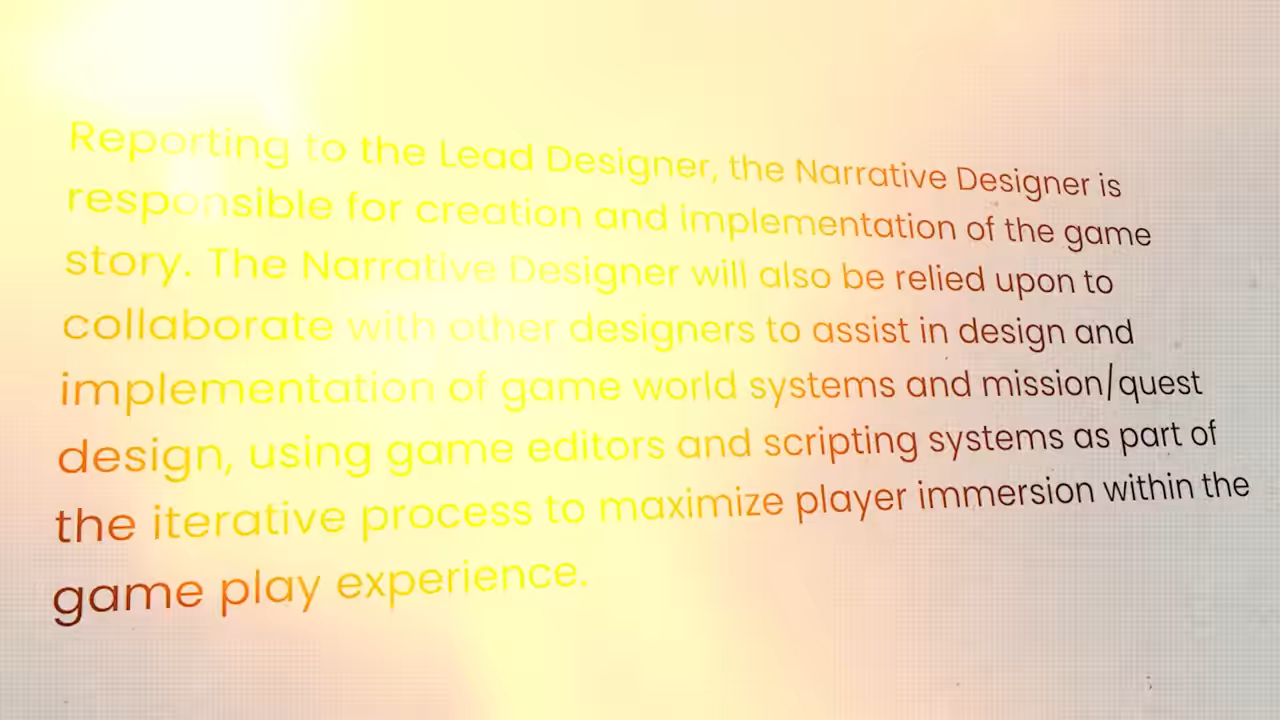 Reporting to the Lead Designer, the Narrative Designer is
responsible for creation and implementation of the game
story. The Narrative Designer will also be relied upon to
collaborate with other designers to assist in design and
implementation of game world systems and mission/quest
design, using game editors and scripting systems as part of
the iterative process to maximize player immersion within the
game play experience.